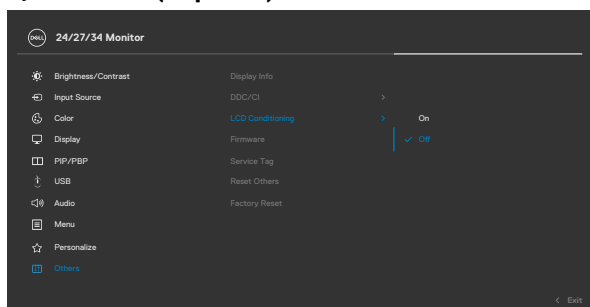 DELL 24/27/34 Monitor
Brightness/Contrast Display Info
Input Source DDC/CI >
Color LCD Conditioning > On
Display Firmware ✓ Off
PIP/PBP Service Tag
USB Reset Others
Audio Factory Reset
Menu
Personalize
Others
< Exit